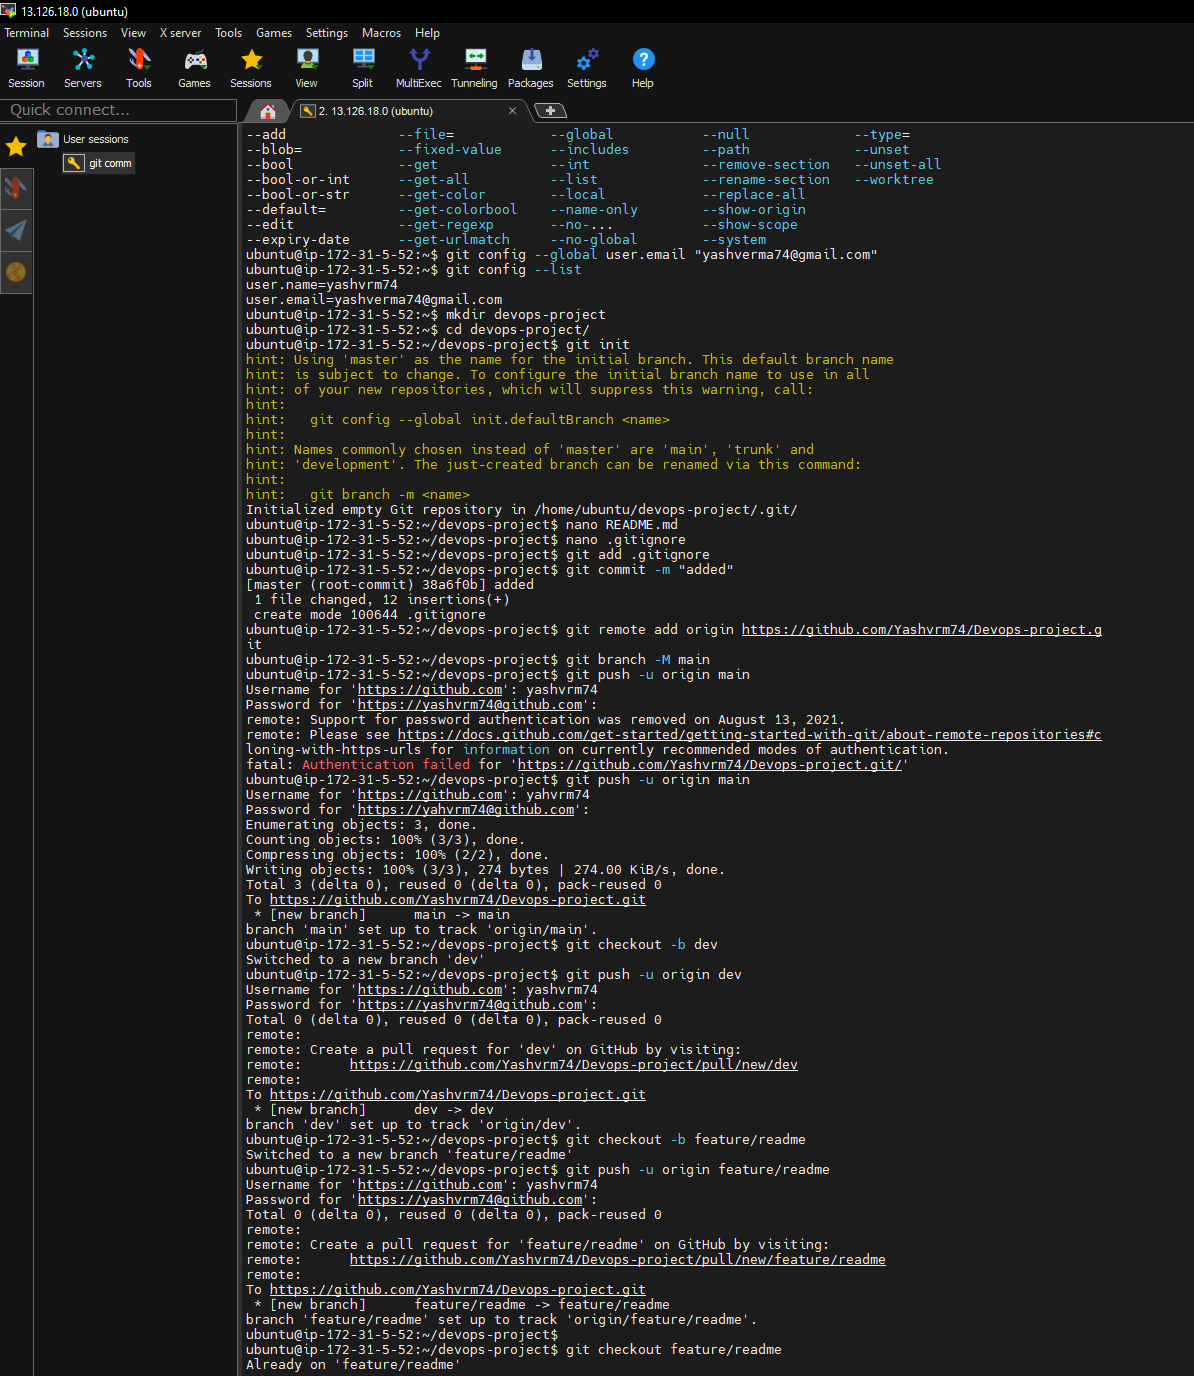 13.126.18.0 (ubuntu)
Terminal Sessions View X server Tools Games Settings Macros Help
Session Servers Tools Games Sessions View Split MultiExec Tunneling Packages Settings Help
Quick connect...
2. 13.126.18.0 (ubuntu)
User sessions
git comm
--add --file= --global --null --type=
--blob= --fixed-value --includes --path --unset
--bool --get --int --remove-section --unset-all
--bool-or-int --get-all --list --rename-section --worktree
--bool-or-str --get-color --local --replace-all
--default= --get-colorbool --name-only --show-origin
--edit --get-regexp --no-... --show-scope
--expiry-date --get-urlmatch --no-global --system
ubuntu@ip-172-31-5-52:~$ git config --global user.email "yashverma74@gmail.com"
ubuntu@ip-172-31-5-52:~$ git config --list
user.name=yashvrm74
user.email=yashverma74@gmail.com
ubuntu@ip-172-31-5-52:~$ mkdir devops-project
ubuntu@ip-172-31-5-52:~$ cd devops-project/
ubuntu@ip-172-31-5-52:~/devops-project$ git init
hint: Using 'master' as the name for the initial branch. This default branch name
hint: is subject to change. To configure the initial branch name to use in all
hint: of your new repositories, which will suppress this warning, call:
hint:
hint:   git config --global init.defaultBranch <name>
hint:
hint: Names commonly chosen instead of 'master' are 'main', 'trunk' and
hint: 'development'. The just-created branch can be renamed via this command:
hint:
hint:   git branch -m <name>
Initialized empty Git repository in /home/ubuntu/devops-project/.git/
ubuntu@ip-172-31-5-52:~/devops-project$ nano README.md
ubuntu@ip-172-31-5-52:~/devops-project$ nano .gitignore
ubuntu@ip-172-31-5-52:~/devops-project$ git add .gitignore
ubuntu@ip-172-31-5-52:~/devops-project$ git commit -m "added"
[master (root-commit) 38a6f0b] added
 1 file changed, 12 insertions(+)
 create mode 100644 .gitignore
ubuntu@ip-172-31-5-52:~/devops-project$ git remote add origin https://github.com/Yashvrm74/Devops-project.g
it
ubuntu@ip-172-31-5-52:~/devops-project$ git branch -M main
ubuntu@ip-172-31-5-52:~/devops-project$ git push -u origin main
Username for 'https://github.com': yashvrm74
Password for 'https://yashvrm74@github.com':
remote: Support for password authentication was removed on August 13, 2021.
remote: Please see https://docs.github.com/get-started/getting-started-with-git/about-remote-repositories#c
loning-with-https-urls for information on currently recommended modes of authentication.
fatal: Authentication failed for 'https://github.com/Yashvrm74/Devops-project.git/'
ubuntu@ip-172-31-5-52:~/devops-project$ git push -u origin main
Username for 'https://github.com': yahvrm74
Password for 'https://yahvrm74@github.com':
Enumerating objects: 3, done.
Counting objects: 100% (3/3), done.
Compressing objects: 100% (2/2), done.
Writing objects: 100% (3/3), 274 bytes | 274.00 KiB/s, done.
Total 3 (delta 0), reused 0 (delta 0), pack-reused 0
To https://github.com/Yashvrm74/Devops-project.git
 * [new branch]      main -> main
branch 'main' set up to track 'origin/main'.
ubuntu@ip-172-31-5-52:~/devops-project$ git checkout -b dev
Switched to a new branch 'dev'
ubuntu@ip-172-31-5-52:~/devops-project$ git push -u origin dev
Username for 'https://github.com': yashvrm74
Password for 'https://yashvrm74@github.com':
Total 0 (delta 0), reused 0 (delta 0), pack-reused 0
remote:
remote: Create a pull request for 'dev' on GitHub by visiting:
remote:      https://github.com/Yashvrm74/Devops-project/pull/new/dev
remote:
To https://github.com/Yashvrm74/Devops-project.git
 * [new branch]      dev -> dev
branch 'dev' set up to track 'origin/dev'.
ubuntu@ip-172-31-5-52:~/devops-project$ git checkout -b feature/readme
Switched to a new branch 'feature/readme'
ubuntu@ip-172-31-5-52:~/devops-project$ git push -u origin feature/readme
Username for 'https://github.com': yashvrm74
Password for 'https://yashvrm74@github.com':
Total 0 (delta 0), reused 0 (delta 0), pack-reused 0
remote:
remote: Create a pull request for 'feature/readme' on GitHub by visiting:
remote:      https://github.com/Yashvrm74/Devops-project/pull/new/feature/readme
remote:
To https://github.com/Yashvrm74/Devops-project.git
 * [new branch]      feature/readme -> feature/readme
branch 'feature/readme' set up to track 'origin/feature/readme'.
ubuntu@ip-172-31-5-52:~/devops-project$
ubuntu@ip-172-31-5-52:~/devops-project$ git checkout feature/readme
Already on 'feature/readme'